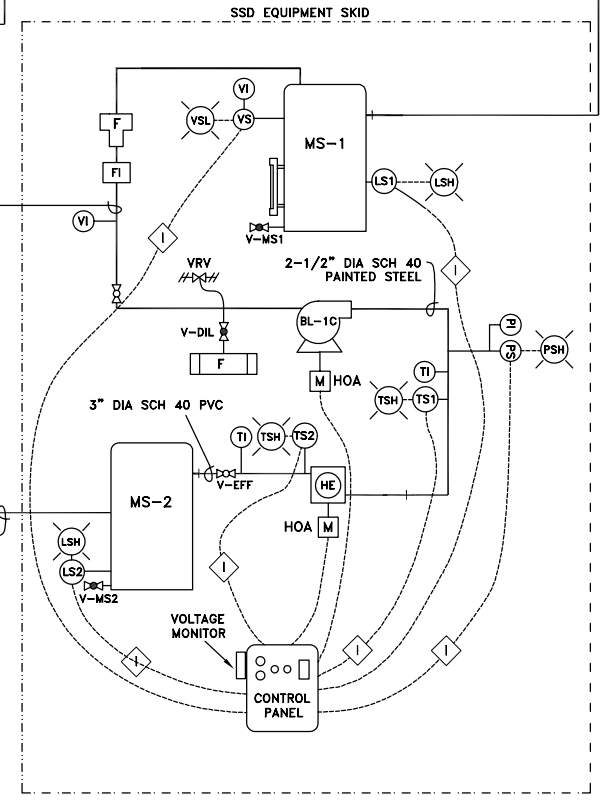 SSD EQUIPMENT SKID
VI
VSL
VS
MS-1
F
FI
LS1
LSH
VI
I
V-MS1
I
VRV
2-1/2" DIA SCH 40
PAINTED STEEL
V-DIL
BL-1C
PI
PS
PSH
F
M
HOA
TI
TSH
TS1
3" DIA SCH 40 PVC
TI
TSH
TS2
V-EFF
HE
MS-2
HOA
M
LSH
LS2
I
V-MS2
VOLTAGE
MONITOR
I
I
I
CONTROL
PANEL